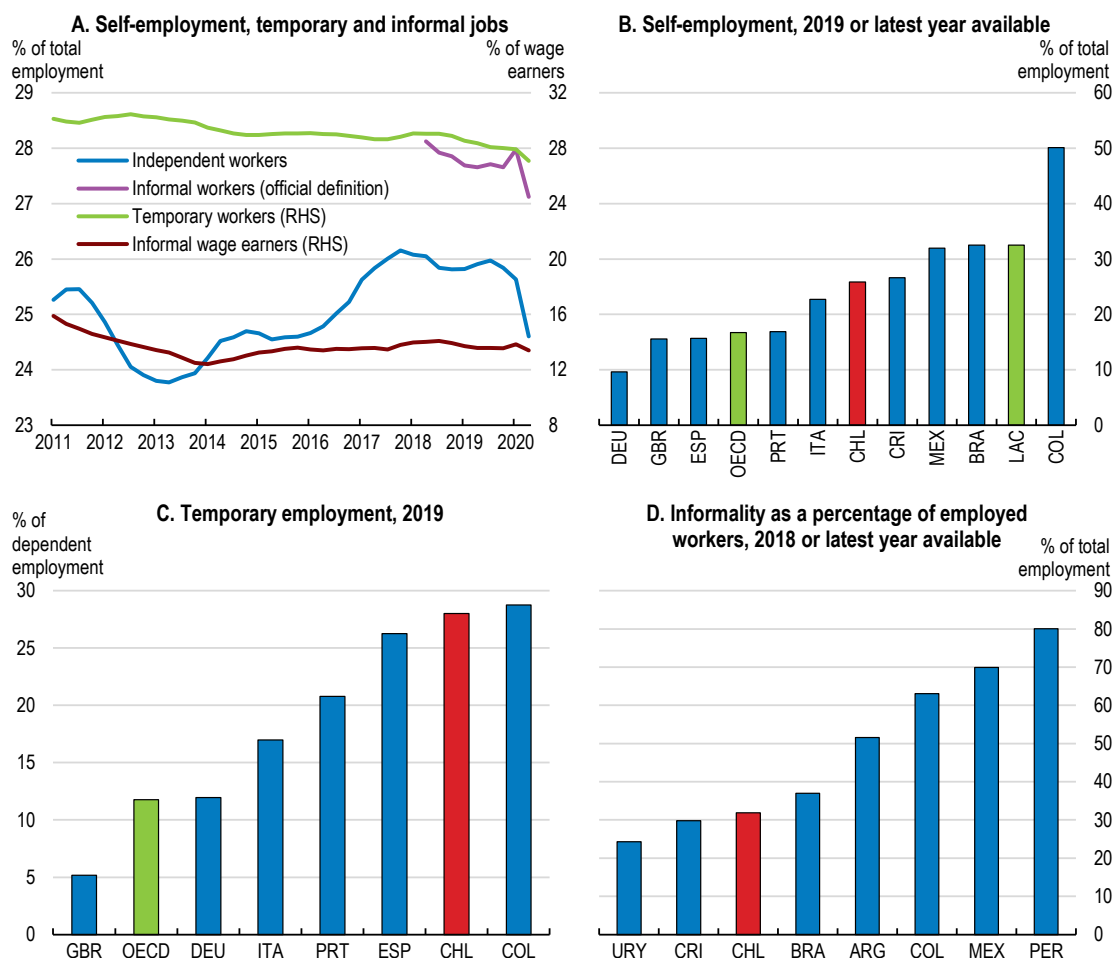 A. Self-employment, temporary and informal jobs
% of total
employment
% of wage
earners
29
28
27
26
25
24
23
32
28
24
20
16
12
8
Independent workers
Informal workers (official definition)
Temporary workers (RHS)
Informal wage earners (RHS)
2011 2012 2013 2014 2015 2016 2017 2018 2019 2020
B. Self-employment, 2019 or latest year available
% of total
employment
60
50
40
30
20
10
0
DEU GBR ESP OECD PRT ITA CHL CRI MEX BRA LAC COL
C. Temporary employment, 2019
% of
dependent
employment
30
25
20
15
10
5
0
GBR OECD DEU ITA PRT ESP CHL COL
D. Informality as a percentage of employed
workers, 2018 or latest year available
% of total
employment
90
80
70
60
50
40
30
20
10
0
URY CRI CHL BRA ARG COL MEX PER